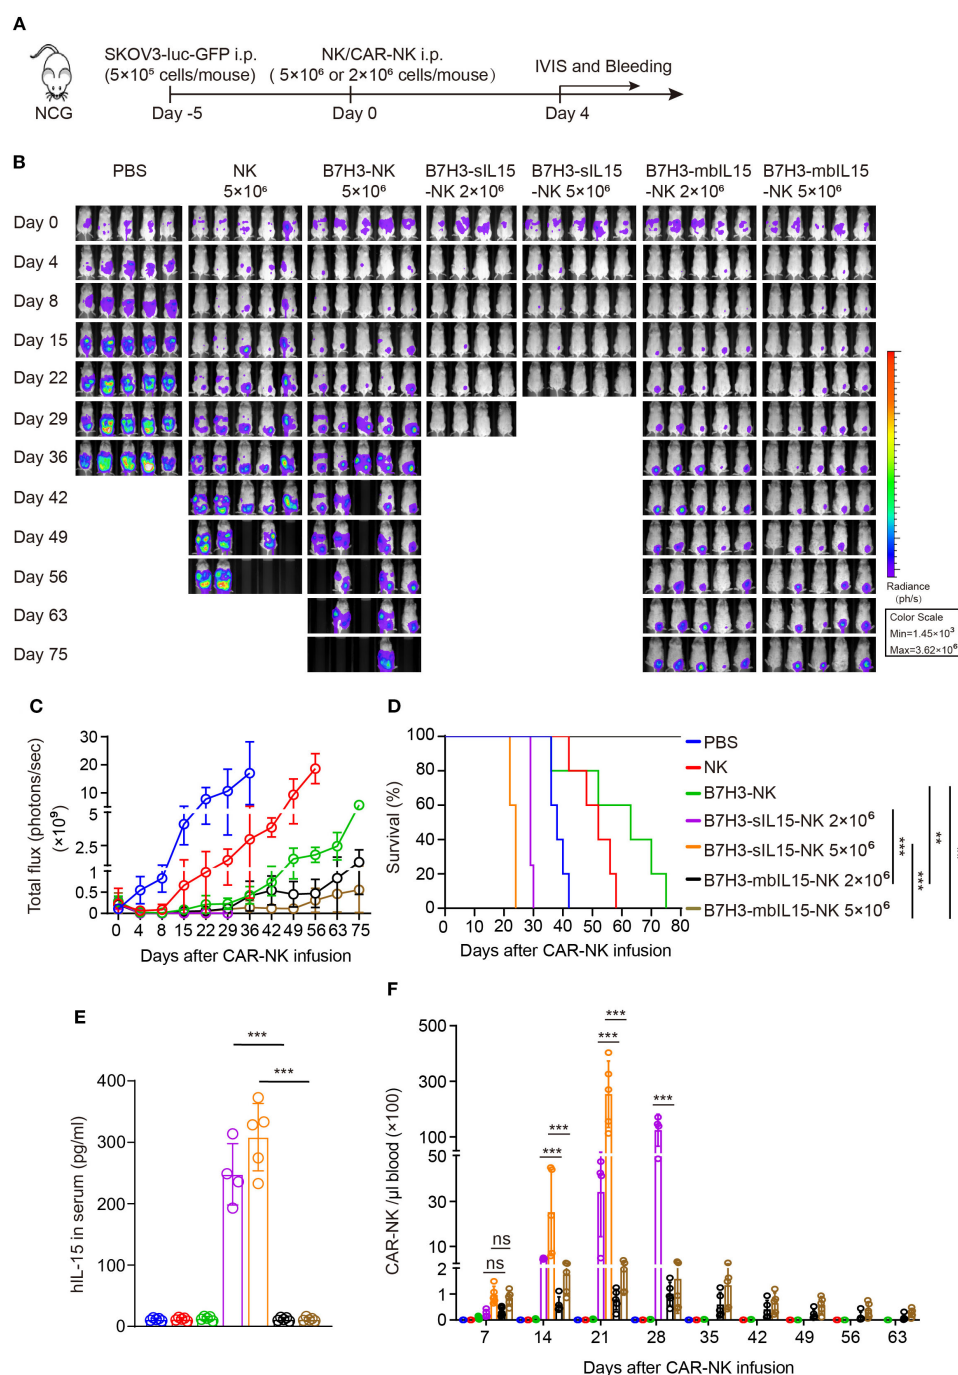 A
SKOV3-luc-GFP i.p.
(5×10⁵ cells/mouse)
NK/CAR-NK i.p.
( 5×10⁶ or 2×10⁶ cells/mouse )
IVIS and Bleeding
NCG
Day -5
Day 0
Day 4
B
PBS
NK
5×10⁶
B7H3-NK
5×10⁶
B7H3-sIL15
-NK 2×10⁶
B7H3-sIL15
-NK 5×10⁶
B7H3-mbIL15
-NK 2×10⁶
B7H3-mbIL15
-NK 5×10⁶
Day 0
Day 4
Day 8
Day 15
Day 22
Day 29
Day 36
Day 42
Day 49
Day 56
Day 63
Day 75
Radiance
(ph/s)
Color Scale
Min=1.45×10³
Max=3.62×10⁶
C
Total flux (photons/sec)
(×10⁹)
30
20
10
5
2.5
1
0.5
0
0 4 8 15 22 29 36 42 49 56 63 75
Days after CAR-NK infusion
D
Survival (%)
100
80
60
40
20
0
0 10 20 30 40 50 60 70 80
Days after CAR-NK infusion
PBS
NK
B7H3-NK
B7H3-sIL15-NK 2×10⁶
B7H3-sIL15-NK 5×10⁶
B7H3-mbIL15-NK 2×10⁶
B7H3-mbIL15-NK 5×10⁶
***
***
**
E
hIL-15 in serum (pg/ml)
400
300
200
100
0
***
***
F
CAR-NK /μl blood (×100)
500
300
100
50
30
10
2
1
0
ns
ns
***
***
***
***
***
7 14 21 28 35 42 49 56 63
Days after CAR-NK infusion